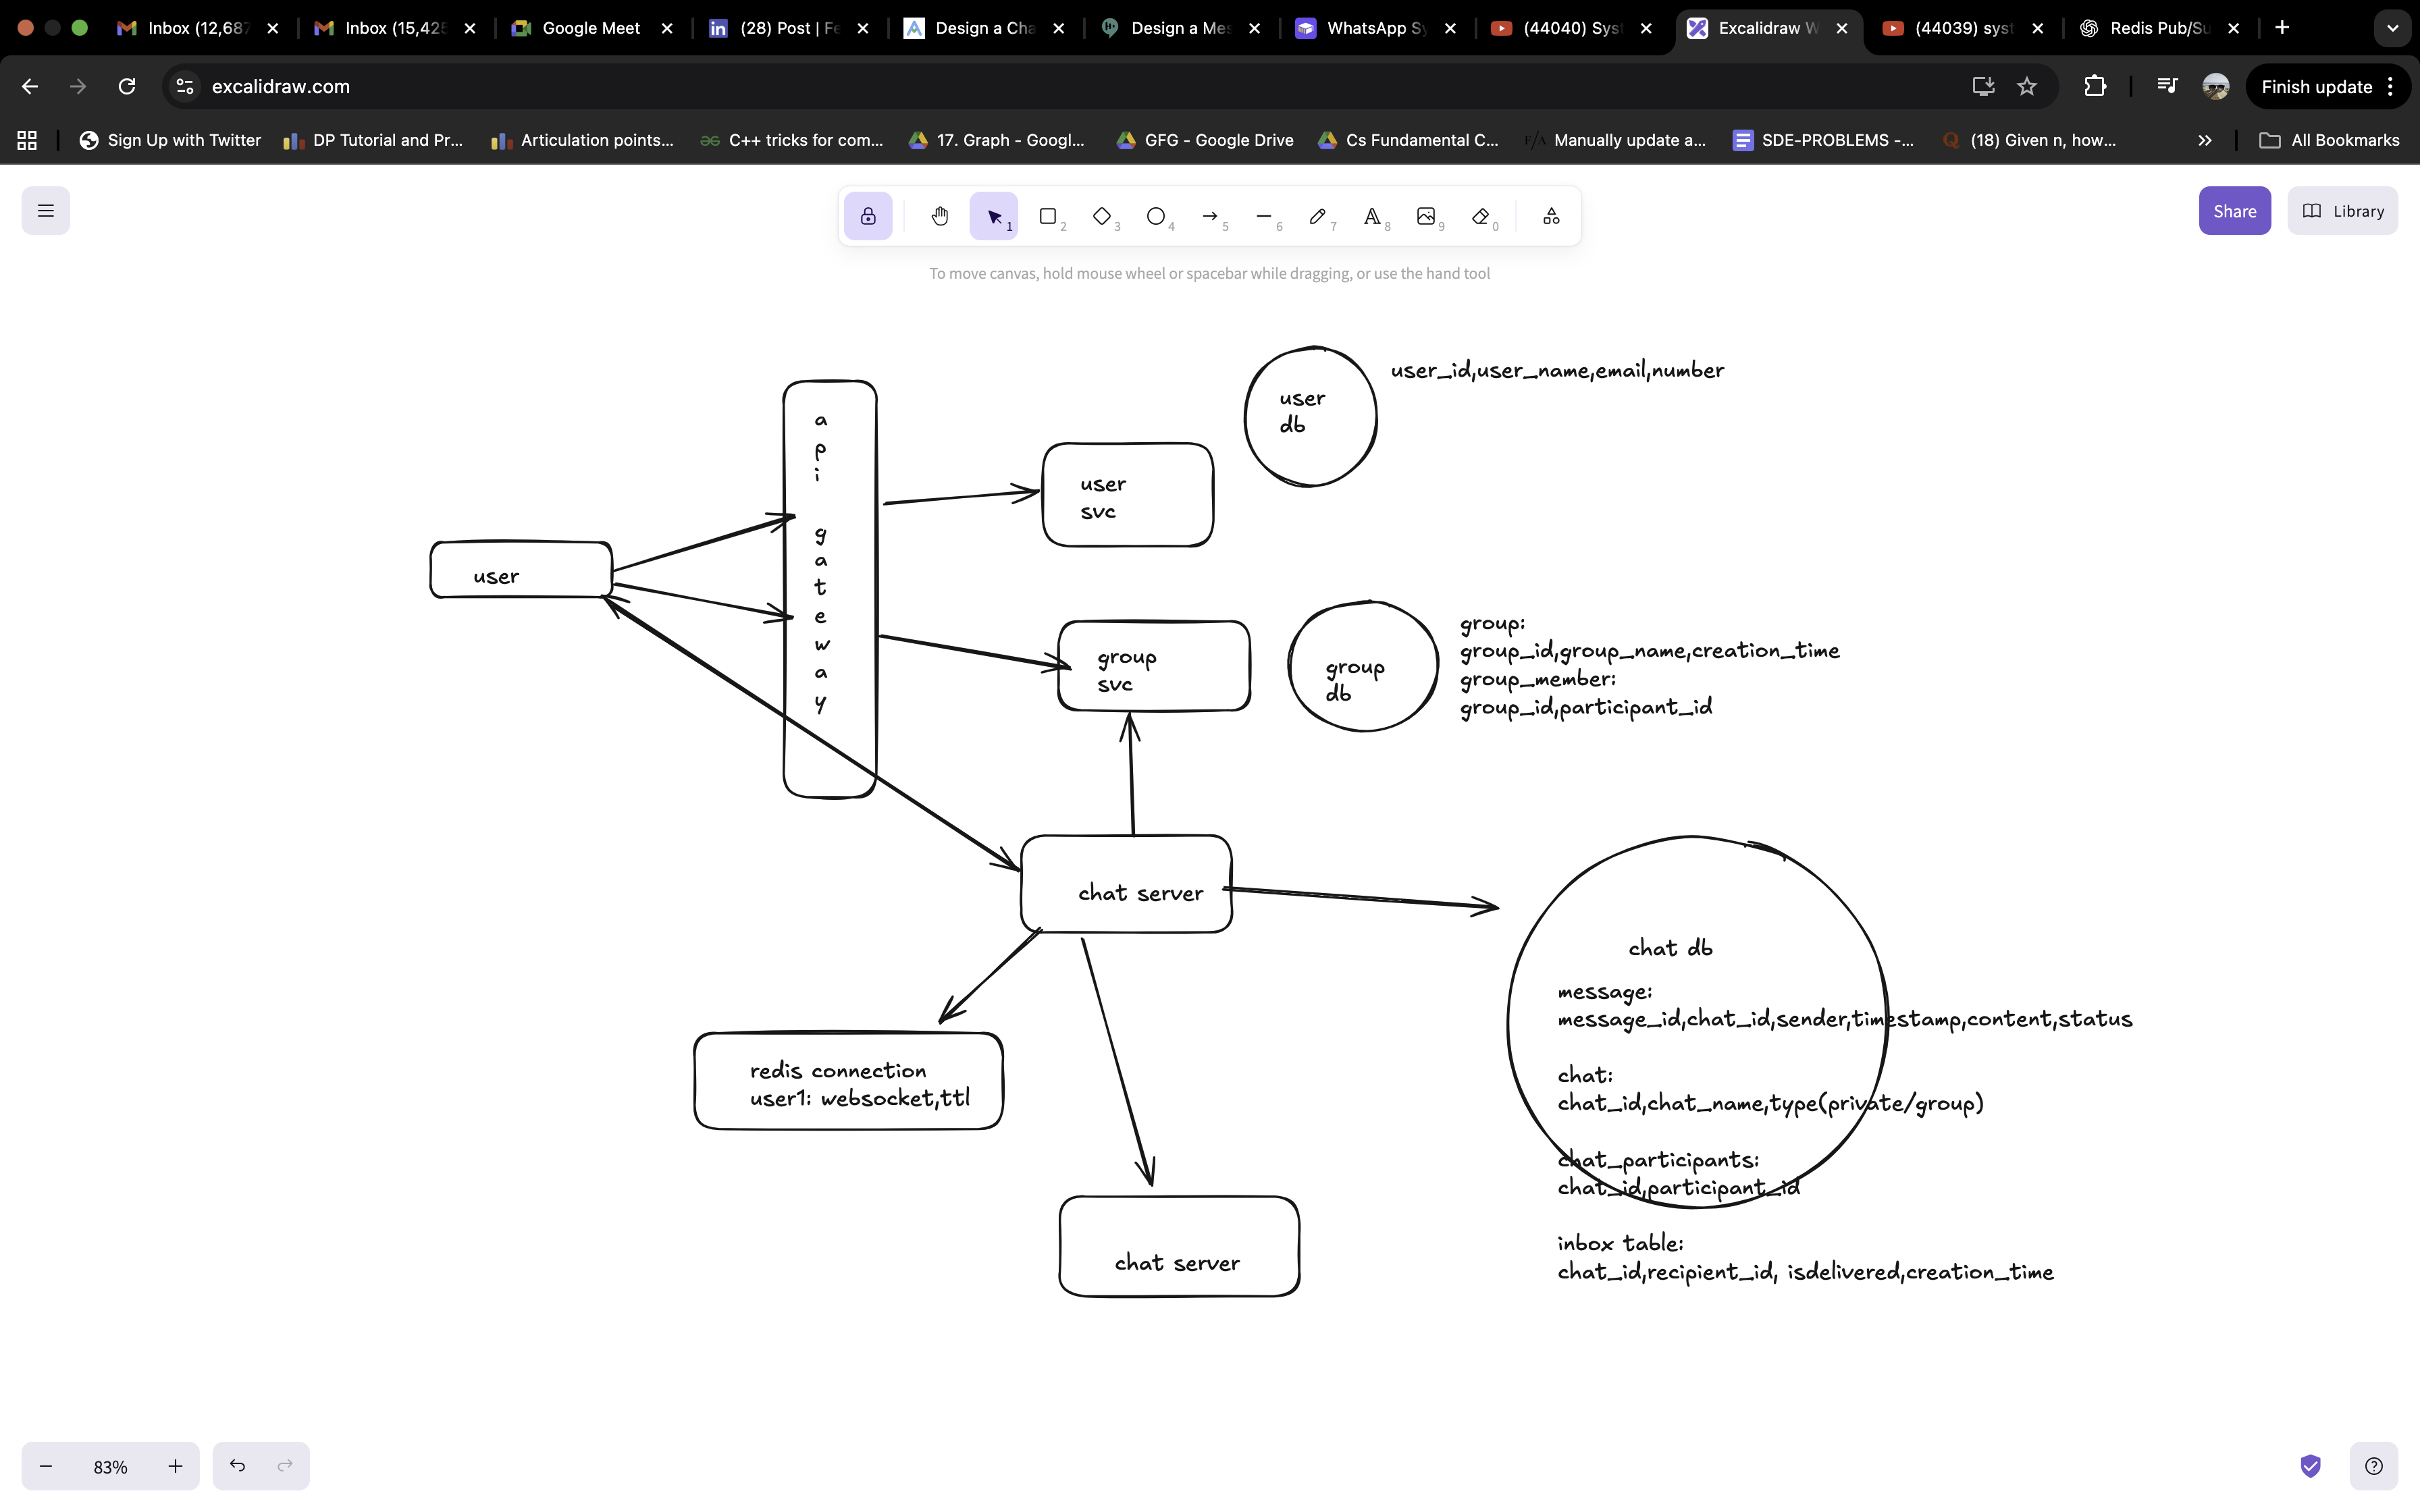 Inbox (12,687
Inbox (15,425
Google Meet
(28) Post | Fe
Design a Cha
Design a Mes
WhatsApp Sy
(44040) Syst
Excalidraw W
(44039) syst
Redis Pub/Su
excalidraw.com
Finish update
Sign Up with Twitter
DP Tutorial and Pr...
Articulation points...
C++ tricks for com...
17. Graph - Googl...
GFG - Google Drive
Cs Fundamental C...
Manually update a...
SDE-PROBLEMS -...
(18) Given n, how...
All Bookmarks
1
2
3
4
5
6
7
8
9
0
Share
Library
To move canvas, hold mouse wheel or spacebar while dragging, or use the hand tool
user
a
p
i
g
a
t
e
w
a
y
user
svc
user
db
user_id,user_name,email,number
group
svc
group
db
group:
group_id,group_name,creation_time
group_member:
group_id,participant_id
chat server
redis connection
user1: websocket,ttl
chat server
chat db
message:
message_id,chat_id,sender,timestamp,content,status
chat:
chat_id,chat_name,type(private/group)
chat_participants:
chat_id,participant_id
inbox table:
chat_id,recipient_id, isdelivered,creation_time
83%